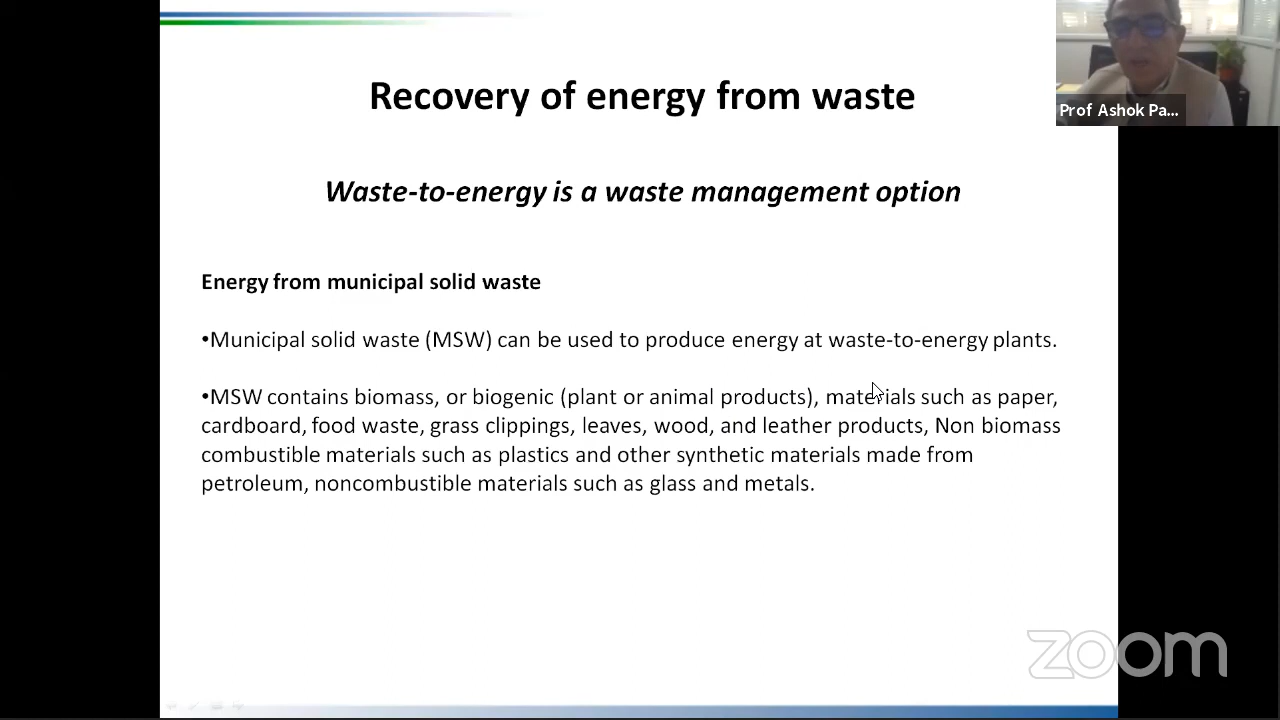 Recovery of energy from waste
Prof Ashok Pa...
Waste-to-energy is a waste management option
Energy from municipal solid waste
•Municipal solid waste (MSW) can be used to produce energy at waste-to-energy plants.
•MSW contains biomass, or biogenic (plant or animal products), materials such as paper,
cardboard, food waste, grass clippings, leaves, wood, and leather products, Non biomass
combustible materials such as plastics and other synthetic materials made from
petroleum, noncombustible materials such as glass and metals.
zoom